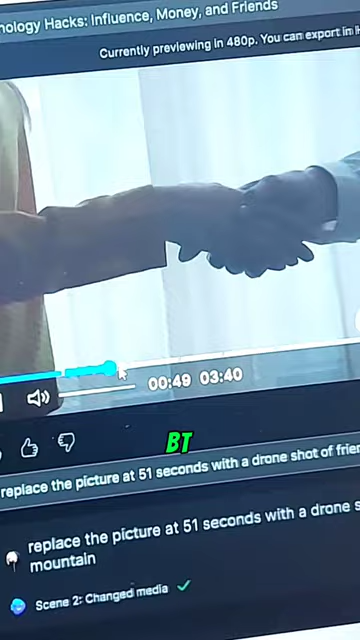 nology Hacks: Influence, Money, and Friends
Currently previewing in 480p. You can export in H
00:49 03:40
BT
replace the picture at 51 seconds with a drone shot of frien
replace the picture at 51 seconds with a drone s
mountain
Scene 2: Changed media